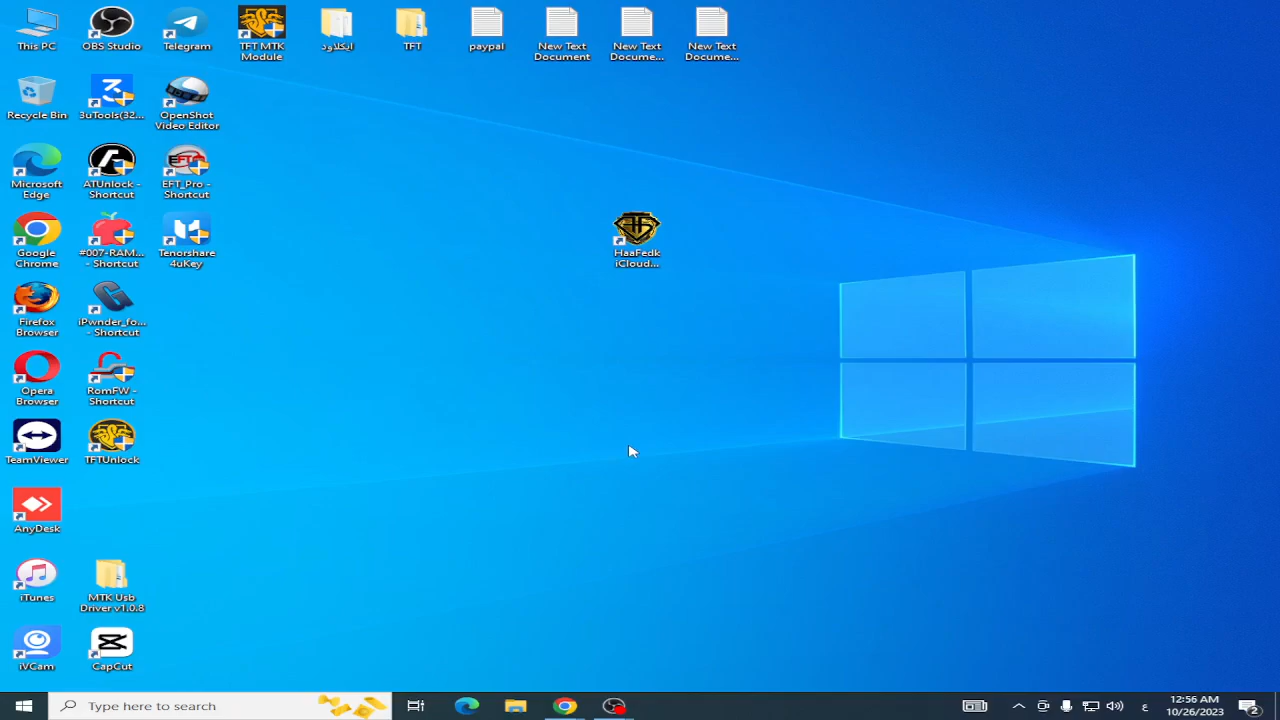 This PC
OBS Studio
Telegram
TFT MTK
Module
ايكلاود
TFT
paypal
New Text
Document
New Text
Docume...
New Text
Docume...
Recycle Bin
3uTools(32...
OpenShot
Video Editor
Microsoft
Edge
ATUnlock -
Shortcut
EFT_Pro -
Shortcut
Google
Chrome
#007-RAM...
- Shortcut
Tenorshare
4uKey
HaaFedk
iCloud...
Firefox
Browser
iPwnder_fo...
- Shortcut
Opera
Browser
RomFW -
Shortcut
TeamViewer
TFTUnlock
AnyDesk
iTunes
MTK Usb
Driver v1.0.8
iVCam
CapCut
Type here to search
ع
12:56 AM
10/26/2023
2